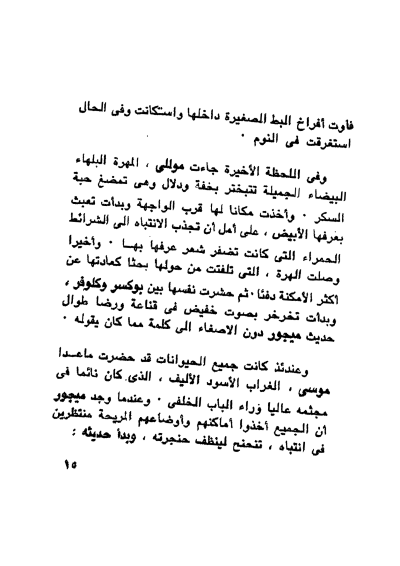 فأوت أفراخ البط الصغيرة داخلها واستكانت وفى الحال
استغرقت فى النوم .
وفى اللحظة الأخيرة جاءت موللى ، المهرة البلهاء
البيضاء الجميلة تتبختر بخفة ودلال وهى تمضغ حبة
السكر . وأخذت مكانا لها قرب الواجهة وبدأت تعبث
بعرفها الأبيض ، على أمل أن تجذب الانتباه الى الشرائط
الحمراء التى كانت تضفر شعر عرفها بها . وأخيرا
وصلت الهرة ، التى تلفتت من حولها بحثا كعادتها عن
أكثر الأمكنة دفئا . ثم حشرت نفسها بين بوكسر وكلوفر ،
وبدأت تخرخر بصوت خفيض فى قناعة ورضا طوال
حديث ميجور دون الاصغاء الى كلمة مما كان يقوله .
وعندئذ كانت جميع الحيوانات قد حضرت ماعدا
موسى ، الغراب الأسود الأليف ، الذى كان نائما فى
مجثمه عاليا وراء الباب الخلفى . وعندما وجد ميجور
أن الجميع أخذوا أماكنهم وأوضاعهم المريحة منتظرين
فى انتباه ، تنحنح لينظف حنجرته ، وبدأ حديثه :
١٥